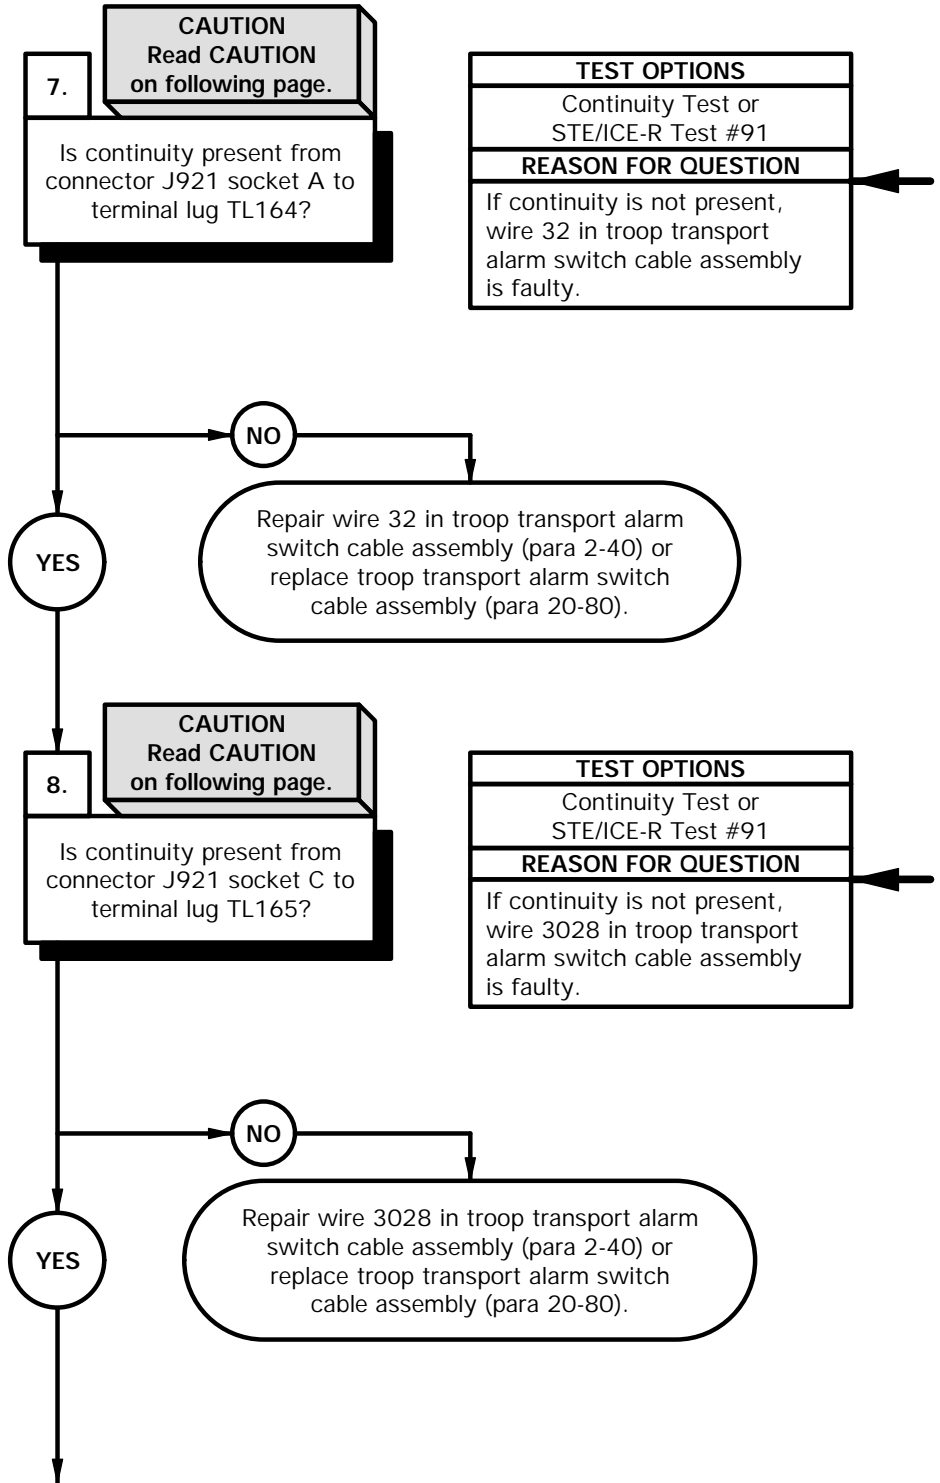 CAUTION
Read CAUTION
on following page.
7.
Is continuity present from
connector J921 socket A to
terminal lug TL164?
TEST OPTIONS
Continuity Test or
STE/ICE-R Test #91
REASON FOR QUESTION
If continuity is not present,
wire 32 in troop transport
alarm switch cable assembly
is faulty.
NO
Repair wire 32 in troop transport alarm
switch cable assembly (para 2-40) or
replace troop transport alarm switch
cable assembly (para 20-80).
YES
CAUTION
Read CAUTION
on following page.
8.
Is continuity present from
connector J921 socket C to
terminal lug TL165?
TEST OPTIONS
Continuity Test or
STE/ICE-R Test #91
REASON FOR QUESTION
If continuity is not present,
wire 3028 in troop transport
alarm switch cable assembly
is faulty.
NO
Repair wire 3028 in troop transport alarm
switch cable assembly (para 2-40) or
replace troop transport alarm switch
cable assembly (para 20-80).
YES